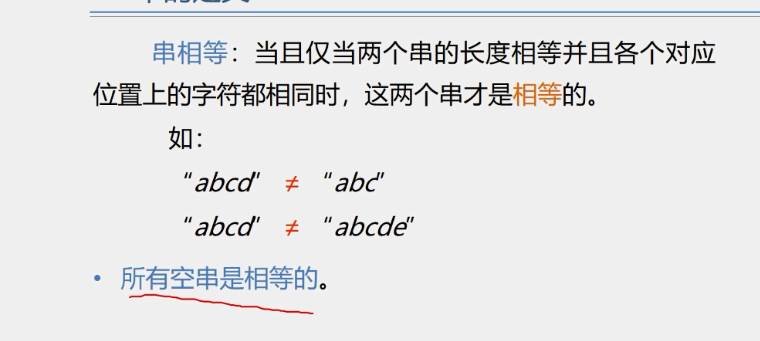 串相等：当且仅当两个串的长度相等并且各个对应
位置上的字符都相同时，这两个串才是相等的。
如：
“abcd” ≠ “abc”
“abcd” ≠ “abcde”
• 所有空串是相等的。